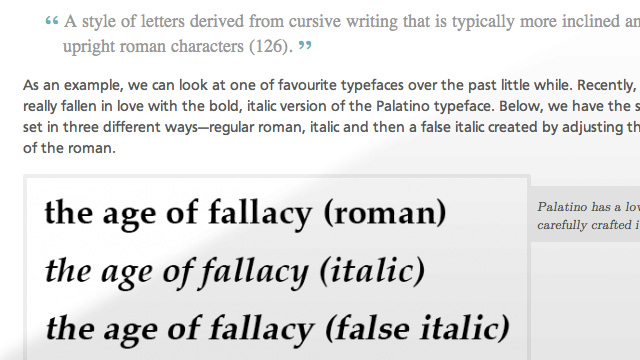 “ A style of letters derived from cursive writing that is typically more inclined
upright roman characters (126). ”
As an example, we can look at one of favourite typefaces over the past little while. Recently,
really fallen in love with the bold, italic version of the Palatino typeface. Below, we have the
set in three different ways—regular roman, italic and then a false italic created by adjusting
of the roman.
the age of fallacy (roman)
Palatino has a
carefully crafted
the age of fallacy (italic)
the age of fallacy (false italic)